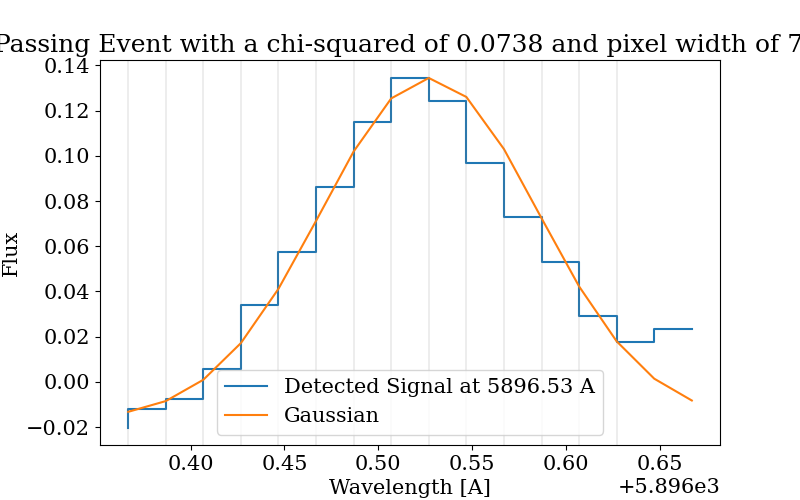 Passing Event with a chi-squared of 0.0738 and pixel width of 7
0.14
0.12
0.10
0.08
0.06
0.04
0.02
0.00
−0.02
Flux
Detected Signal at 5896.53 A
Gaussian
0.40 0.45 0.50 0.55 0.60 0.65
+5.896e3
Wavelength [A]